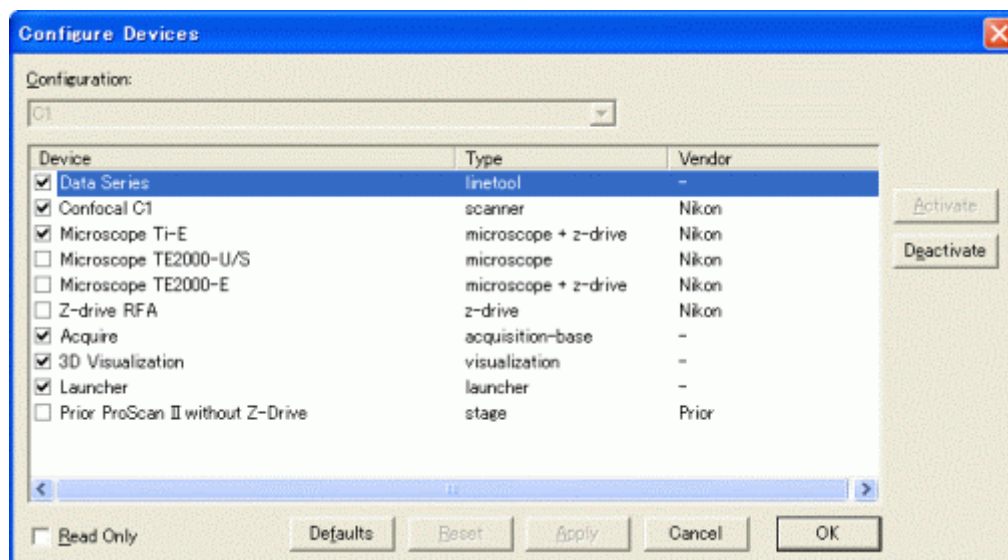 Configure Devices
Configuration:
C1
Device Type Vendor
Data Series linetool -
Confocal C1 scanner Nikon
Microscope Ti-E microscope + z-drive Nikon
Microscope TE2000-U/S microscope Nikon
Microscope TE2000-E microscope + z-drive Nikon
Z-drive RFA z-drive Nikon
Acquire acquisition-base -
3D Visualization visualization -
Launcher launcher -
Prior ProScan II without Z-Drive stage Prior
Activate
Deactivate
Read Only Defaults Reset Apply Cancel OK